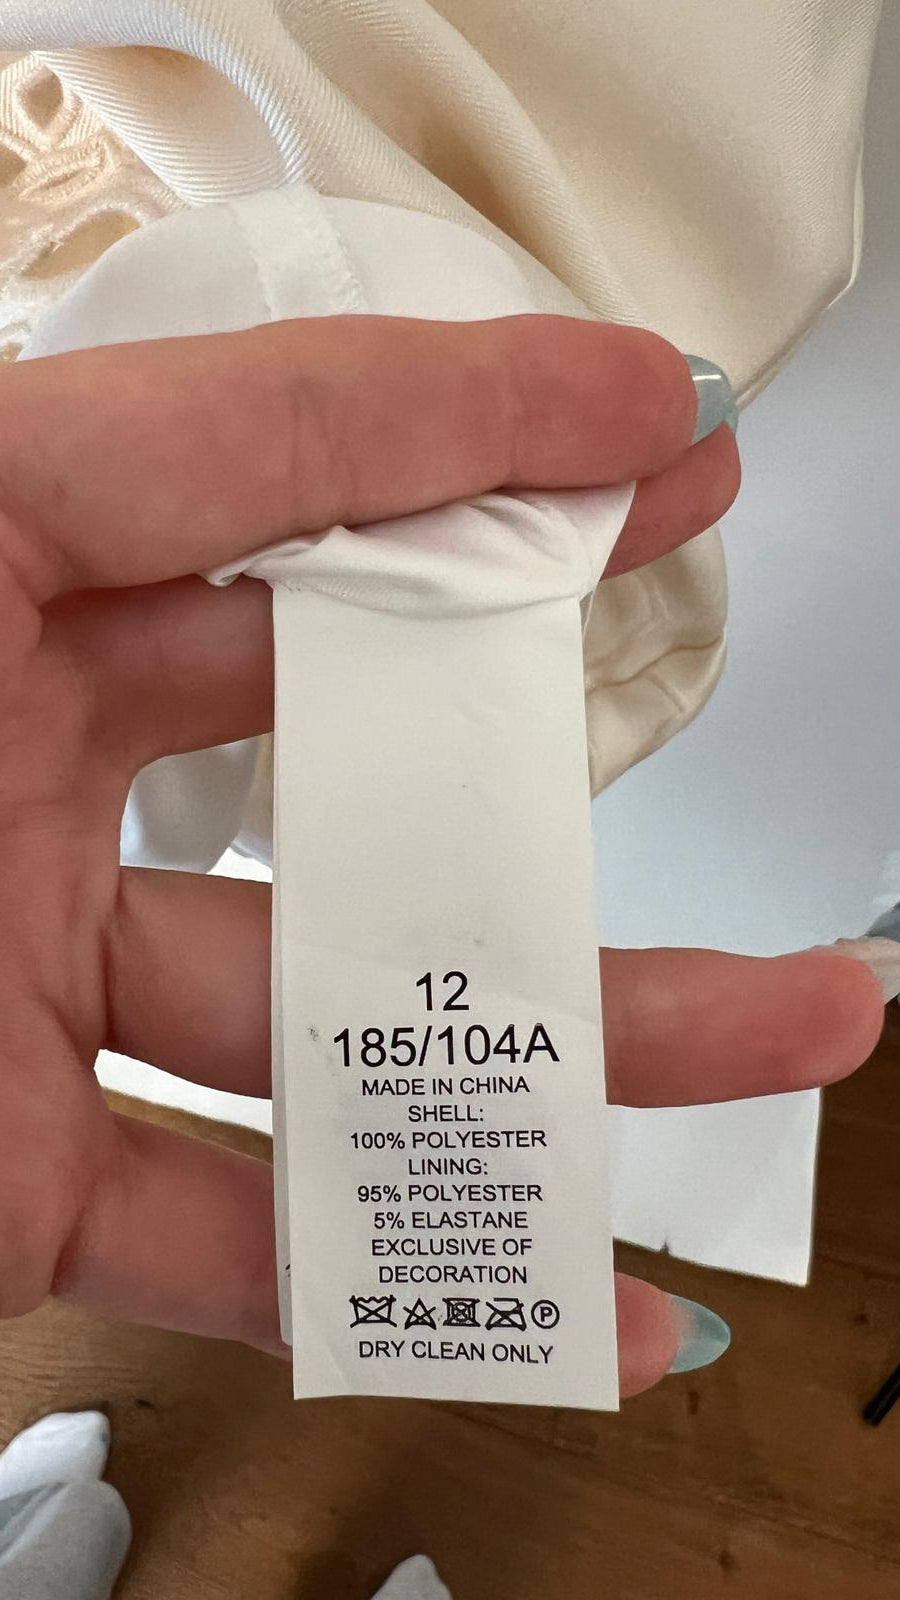 12
185/104A
MADE IN CHINA
SHELL:
100% POLYESTER
LINING:
95% POLYESTER
5% ELASTANE
EXCLUSIVE OF
DECORATION
P
DRY CLEAN ONLY